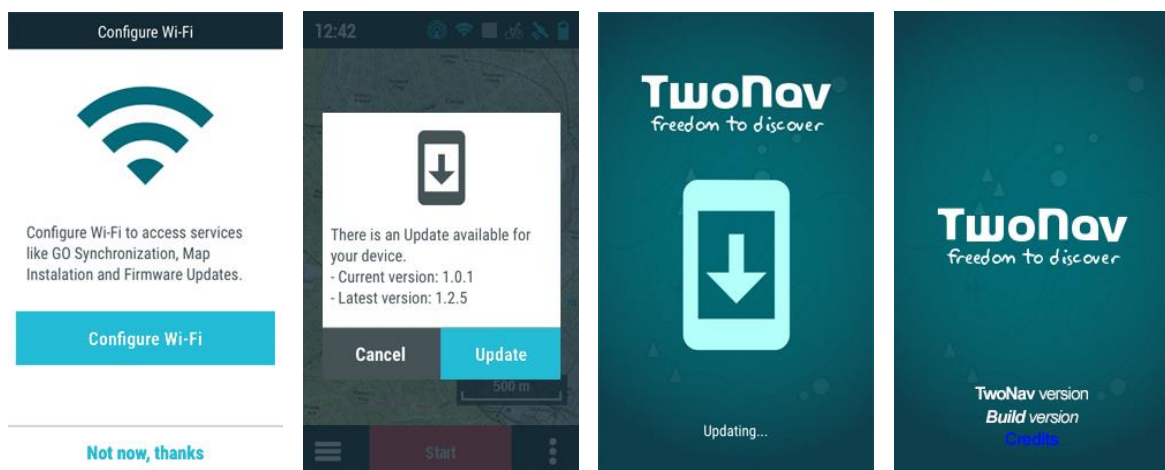 Configure Wi-Fi
Configure Wi-Fi to access services
like GO Synchronization, Map
Instalation and Firmware Updates.
Configure Wi-Fi
Not now, thanks
12:42
There is an Update available for
your device.
- Current version: 1.0.1
- Latest version: 1.2.5
Cancel
Update
500 m
Start
TwoNav
freedom to discover
Updating...
TwoNav
freedom to discover
TwoNav version
Build version
Credits